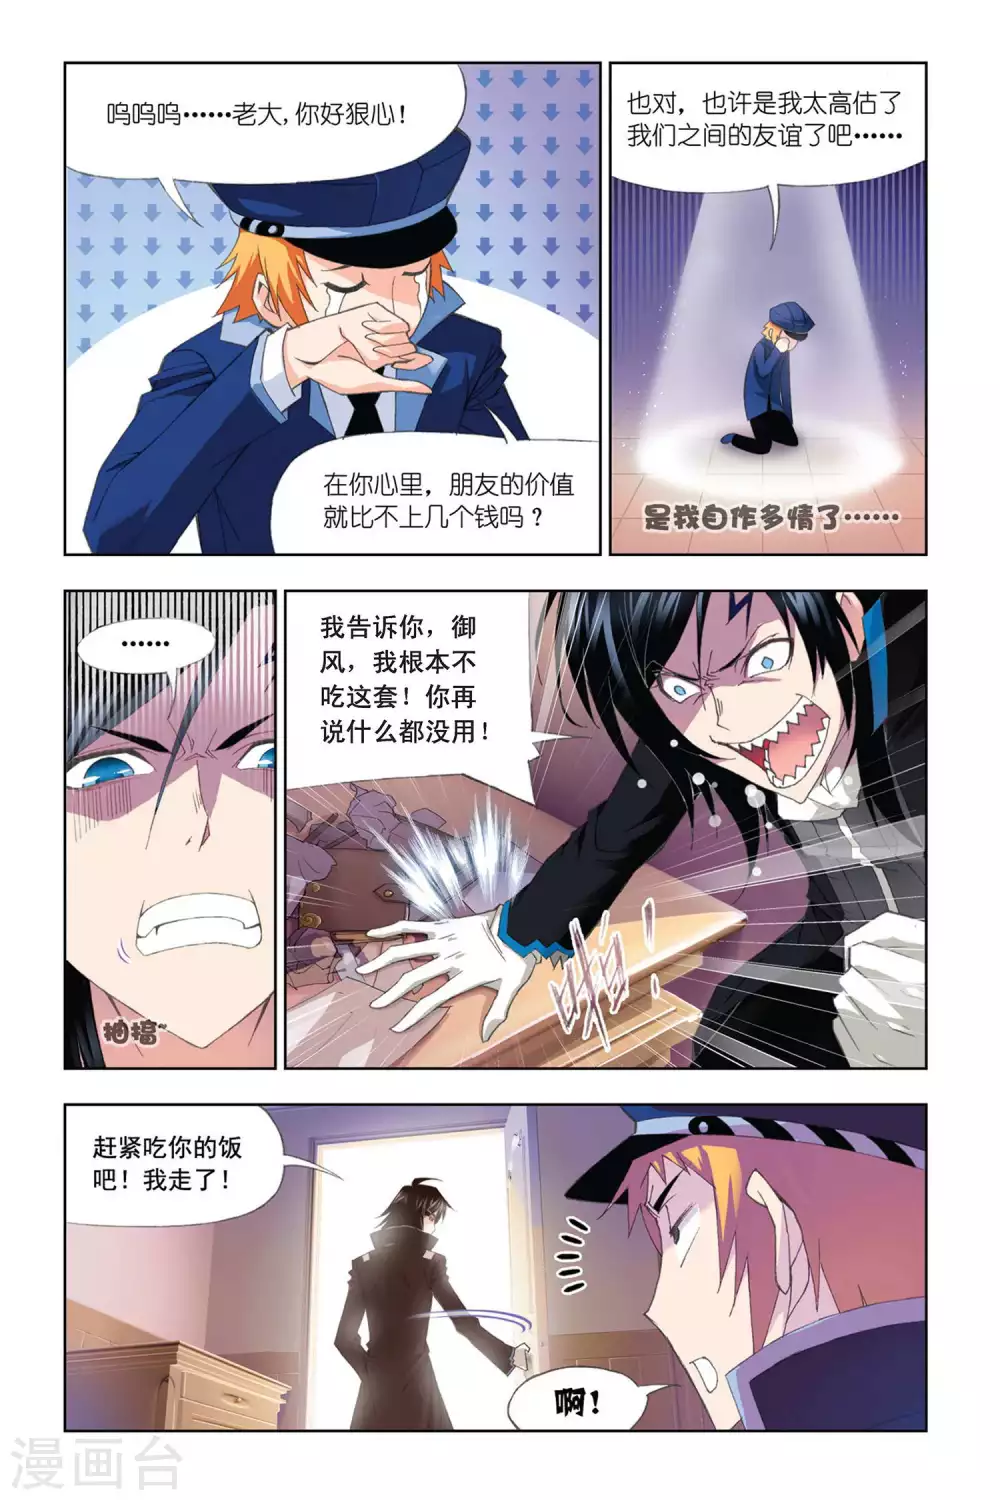 呜呜呜……老大，你好狠心！
在你心里，朋友的价值
就比不上几个钱吗？
也对，也许是我太高估了
我们之间的友谊了吧……
是我自作多情了……
……
抽搐~
我告诉你，御
风，我根本不
吃这套！你再
说什么都没用！
啪！
赶紧吃你的饭
吧！我走了！
啊！
漫画台